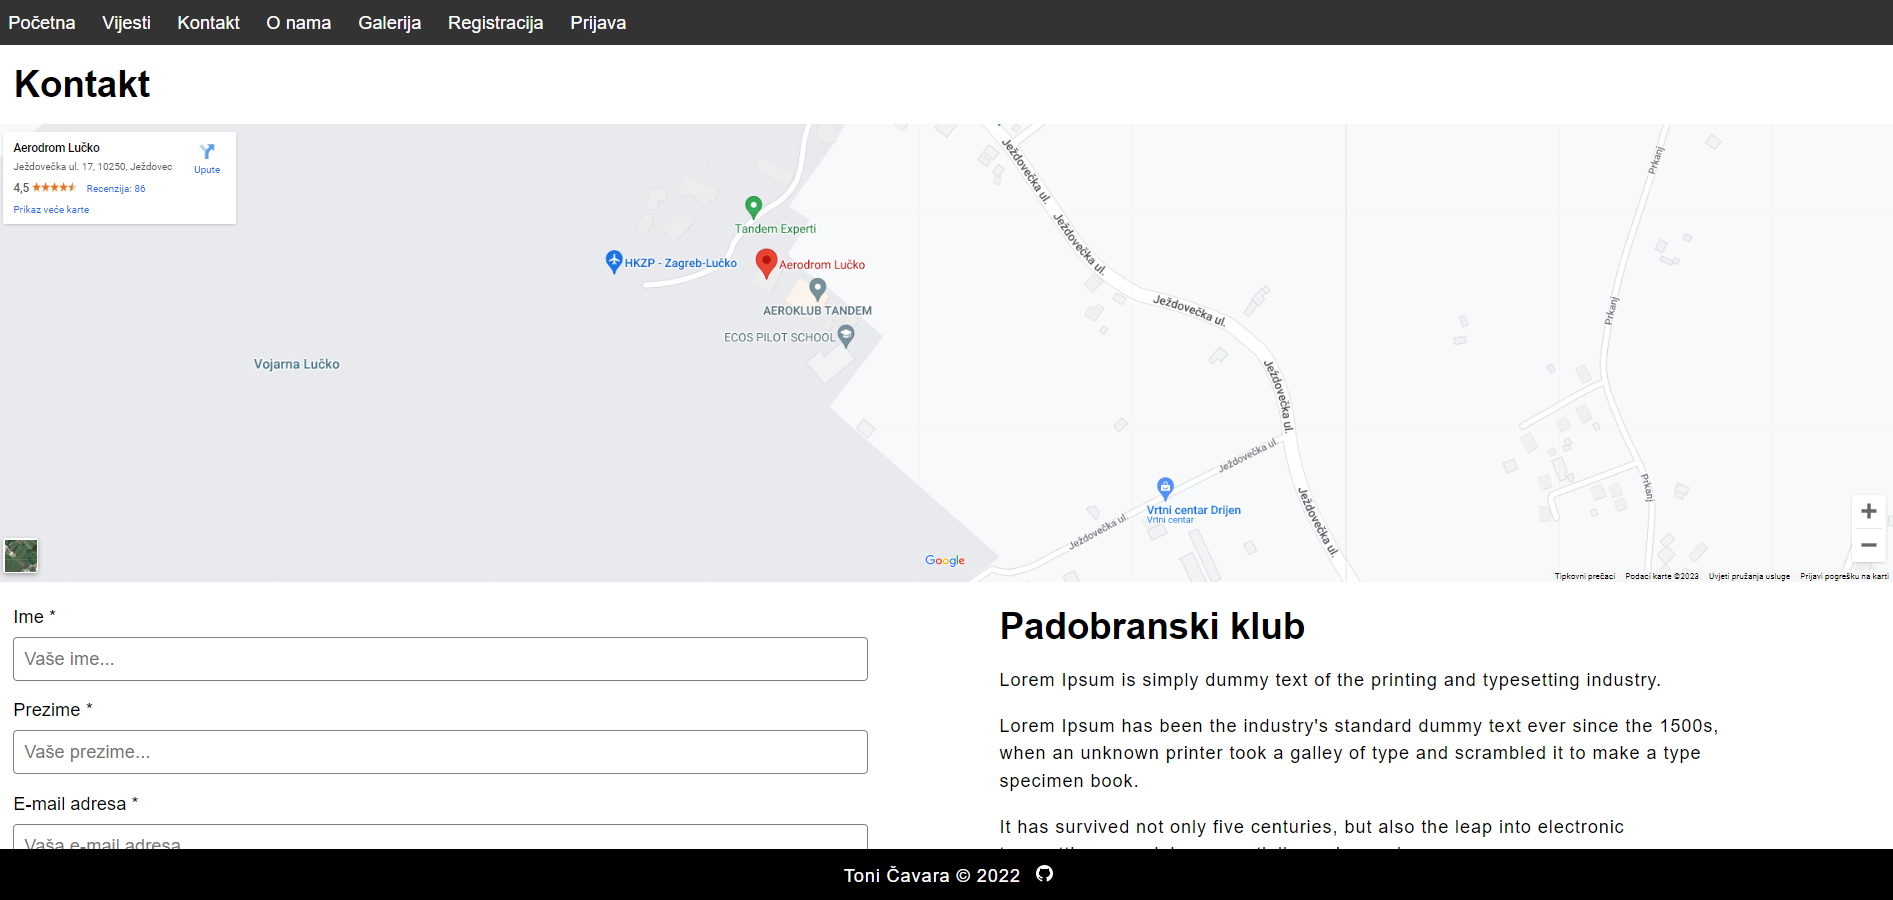 Početna Vijesti Kontakt O nama Galerija Registracija Prijava
Kontakt
Aerodrom Lučko
Ježdovečka ul. 17, 10250, Ježdovec
Upute
4,5 Recenzija: 86
Prikaz veće karte
Tandem Experti
HKZP - Zagreb-Lučko
Aerodrom Lučko
AEROKLUB TANDEM
ECOS PILOT SCHOOL
Vojarna Lučko
Ježdovečka ul.
Ježdovečka ul.
Ježdovečka ul.
Ježdovečka ul.
Ježdovečka ul.
Ježdovečka ul.
Ježdovečka ul.
Prkanj
Prkanj
Prkanj
Vrtni centar Drijen
Vrtni centar
Google
Tipkovni prečaci Podaci karte ©2023 Uvjeti pružanja usluge Prijavi pogrešku na karti
Ime *
Vaše ime...
Prezime *
Vaše prezime...
E-mail adresa *
Vaša e-mail adresa
Padobranski klub
Lorem Ipsum is simply dummy text of the printing and typesetting industry.
Lorem Ipsum has been the industry's standard dummy text ever since the 1500s,
when an unknown printer took a galley of type and scrambled it to make a type
specimen book.
It has survived not only five centuries, but also the leap into electronic
Toni Čavara © 2022